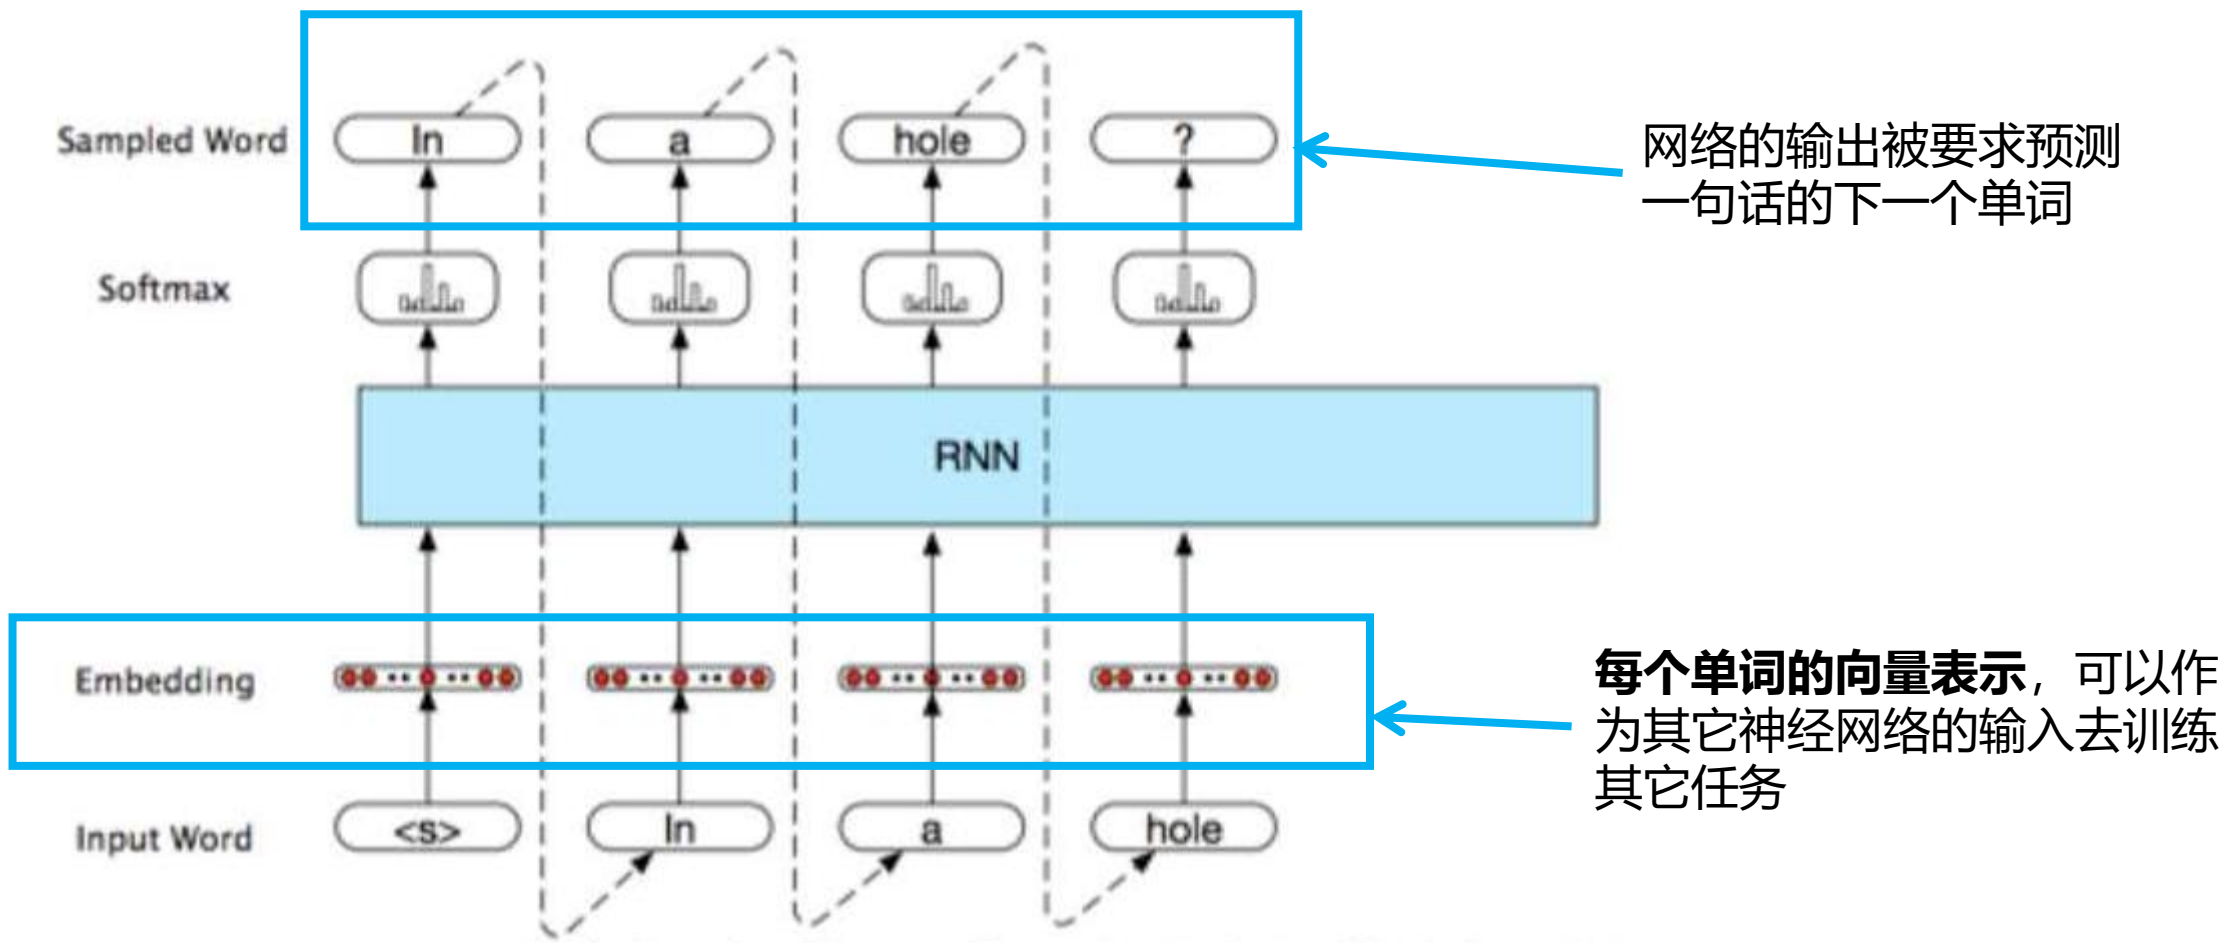 Sampled Word In a hole ?
网络的输出被要求预测
一句话的下一个单词
Softmax
RNN
Embedding
每个单词的向量表示，可以作
为其它神经网络的输入去训练
其它任务
Input Word <s> In a hole